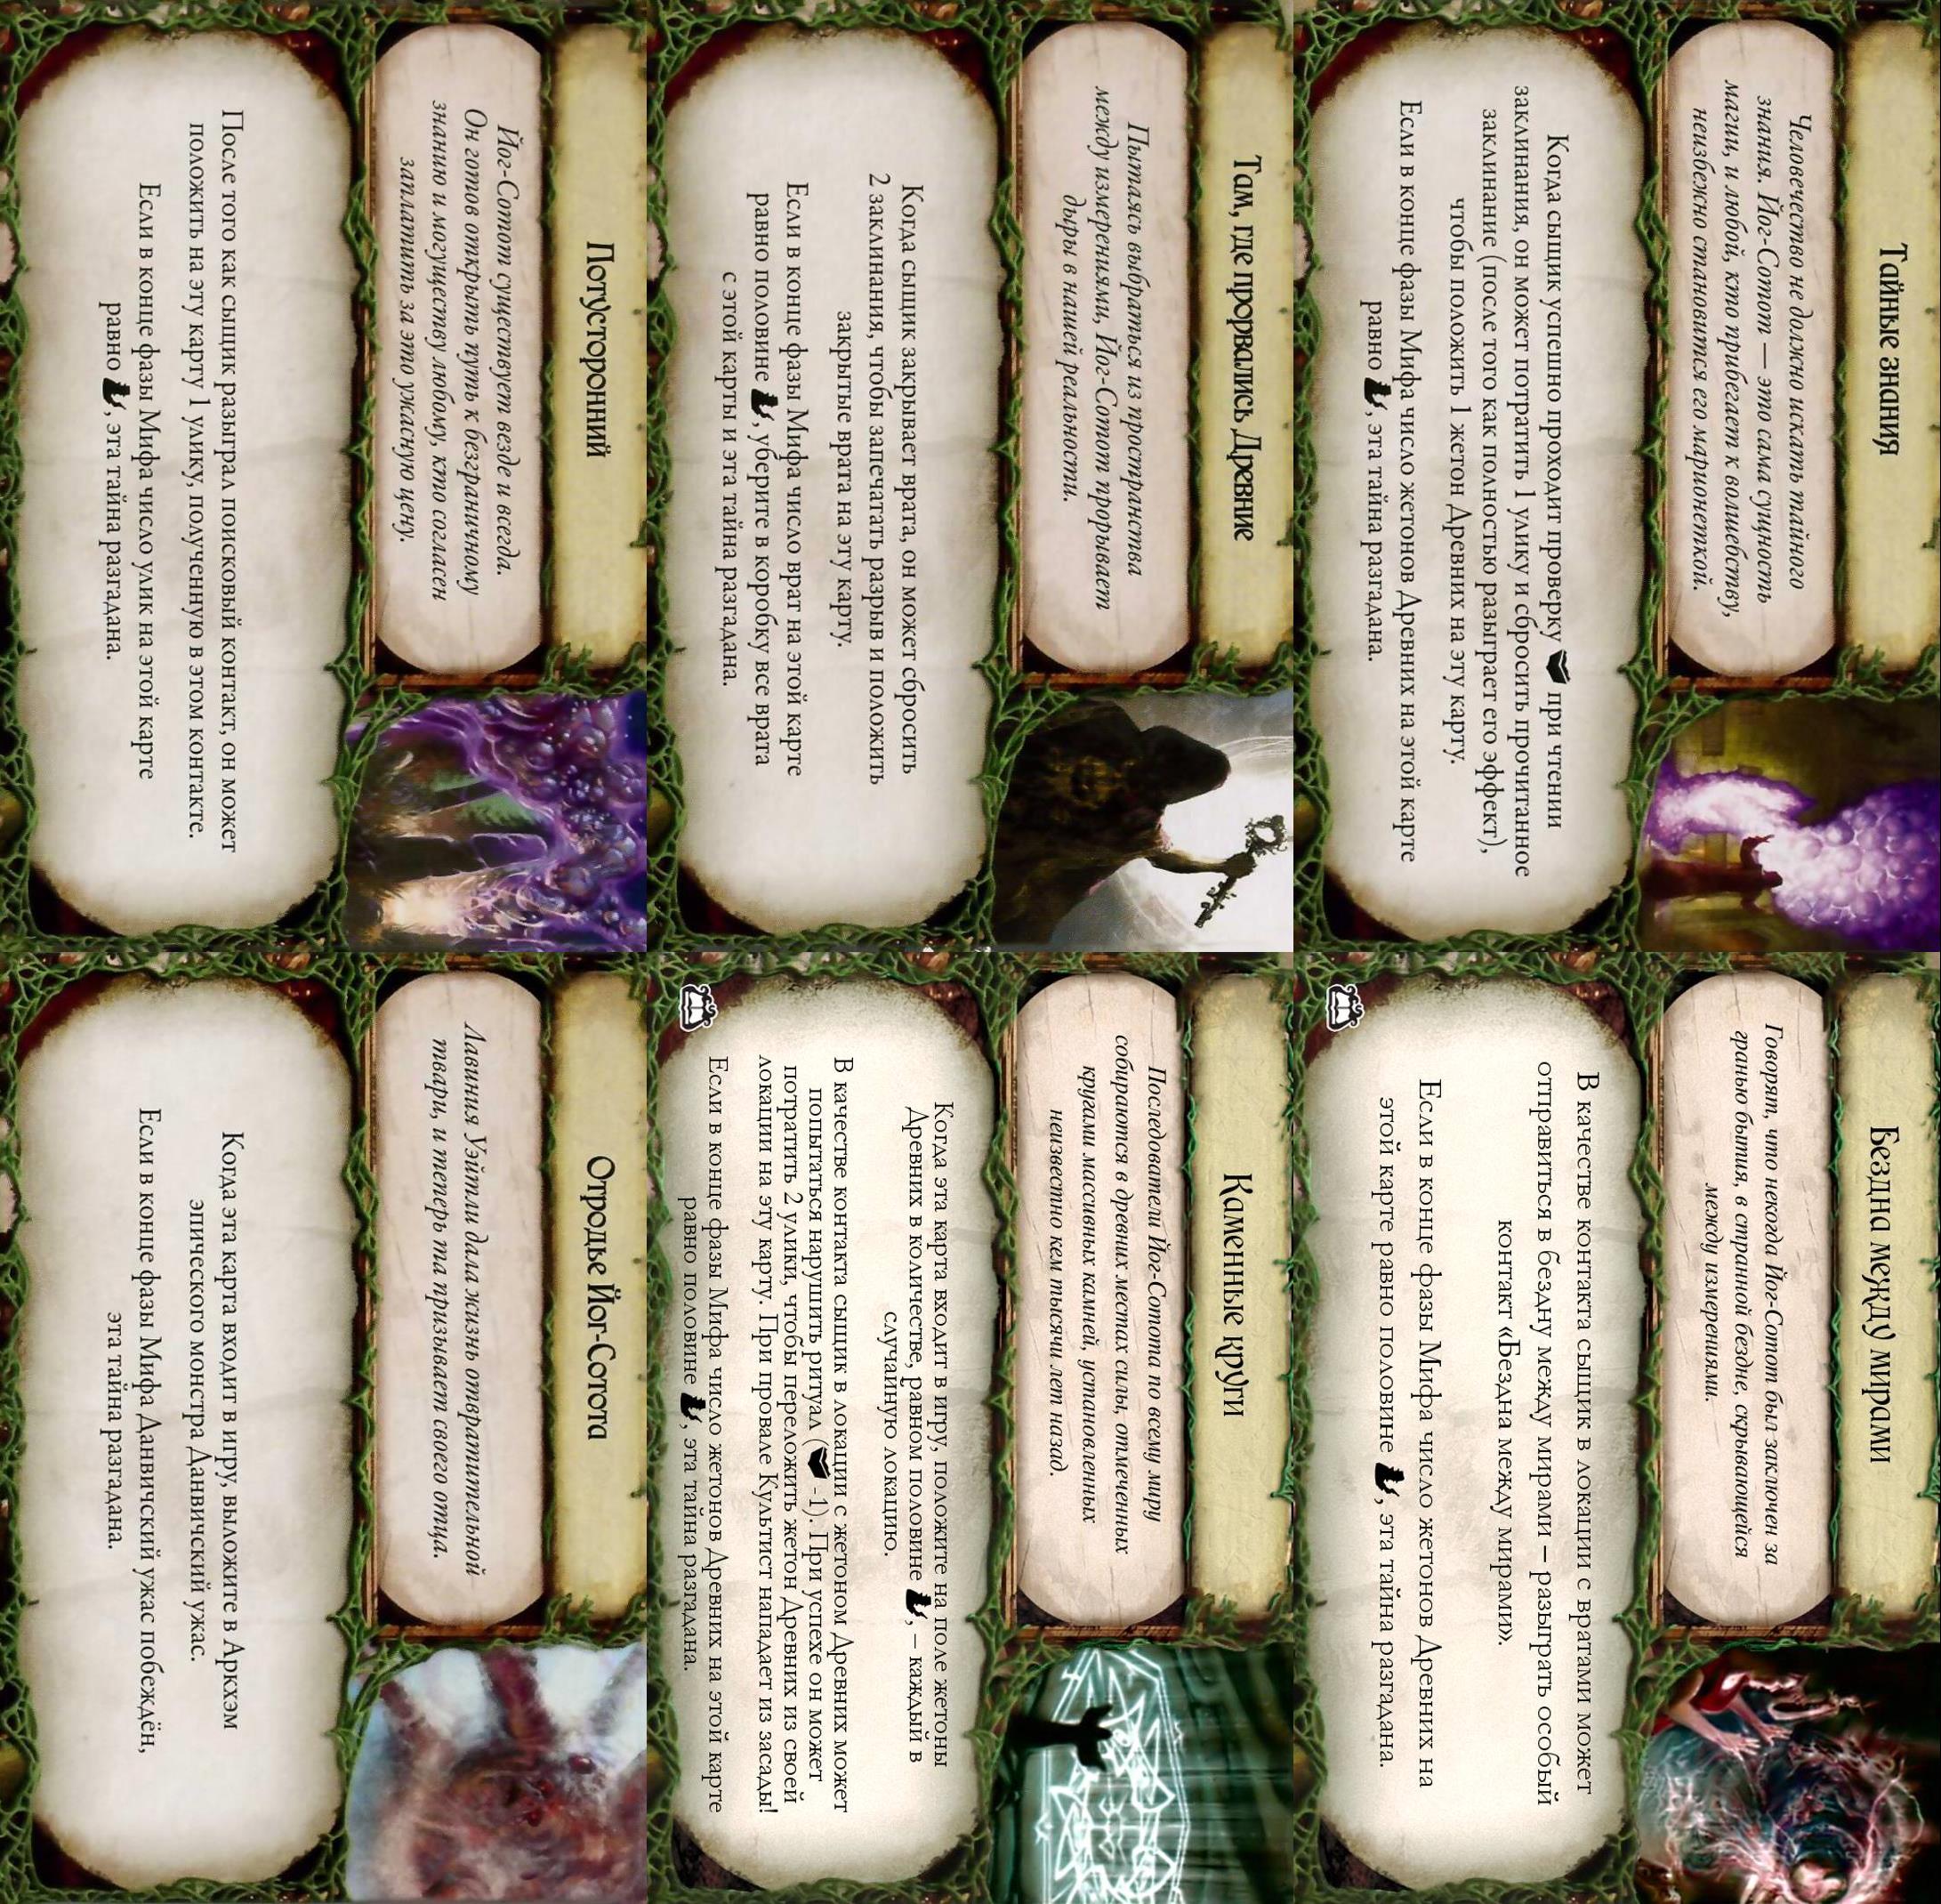 Потусторонний
Йог-Сотот существует везде и всегда.
Он готов открыть путь к безграничному
знанию и могуществу любому, кто согласен
заплатить за это ужасную цену.
После того как сыщик разыграл поисковый контакт, он может
положить на эту карту 1 улику, полученную в этом контакте.
Если в конце фазы Мифа число улик на этой карте
равно , эта тайна разгадана.
Там, где прорвались Древние
Пытаясь выбраться из пространства
между измерениями, Йог-Сотот прорывает
дыры в нашей реальности.
Когда сыщик закрывает врата, он может сбросить
2 заклинания, чтобы запечатать разрыв и положить
закрытые врата на эту карту.
Если в конце фазы Мифа число врат на этой карте
равно половине , уберите в коробку все врата
с этой карты и эта тайна разгадана.
Тайные знания
Человечество не должно искать тайного
знания. Йог-Сотот — это сама сущность
магии, и любой, кто прибегает к волшебству,
неизбежно становится его марионеткой.
Когда сыщик успешно проходит проверку при чтении
заклинания, он может потратить 1 улику и сбросить прочитанное
заклинание (после того как полностью разыграет его эффект),
чтобы положить 1 жетон Древних на эту карту.
Если в конце фазы Мифа число жетонов Древних на этой карте
равно , эта тайна разгадана.
Отродье Йог-Сотота
Лавиния Уэйтли дала жизнь отвратительной
твари, и теперь та призывает своего отца.
Когда эта карта входит в игру, выложите в Аркхэм
эпического монстра Данвичский ужас.
Если в конце фазы Мифа Данвичский ужас побеждён,
эта тайна разгадана.
Каменные круги
Последователи Йог-Сотота по всему миру
собираются в древних местах силы, отмеченных
кругами массивных камней, установленных
неизвестно кем тысячи лет назад.
Когда эта карта входит в игру, положите на поле жетоны
Древних в количестве, равном половине , – каждый в
случайную локацию.
В качестве контакта сыщик в локации с жетоном Древних может
попытаться нарушить ритуал ( -1). При успехе он может
потратить 2 улики, чтобы переложить жетон Древних из своей
локации на эту карту. При провале Культист нападает из засады!
Если в конце фазы Мифа число жетонов Древних на этой карте
равно половине , эта тайна разгадана.
Бездна между мирами
Говорят, что некогда Йог-Сотот был заключен за
гранью бытия, в странной бездне, скрывающейся
между измерениями.
В качестве контакта сыщик в локации с вратами может
отправиться в бездну между мирами – разыграть особый
контакт «Бездна между мирами».
Если в конце фазы Мифа число жетонов Древних на
этой карте равно половине , эта тайна разгадана.